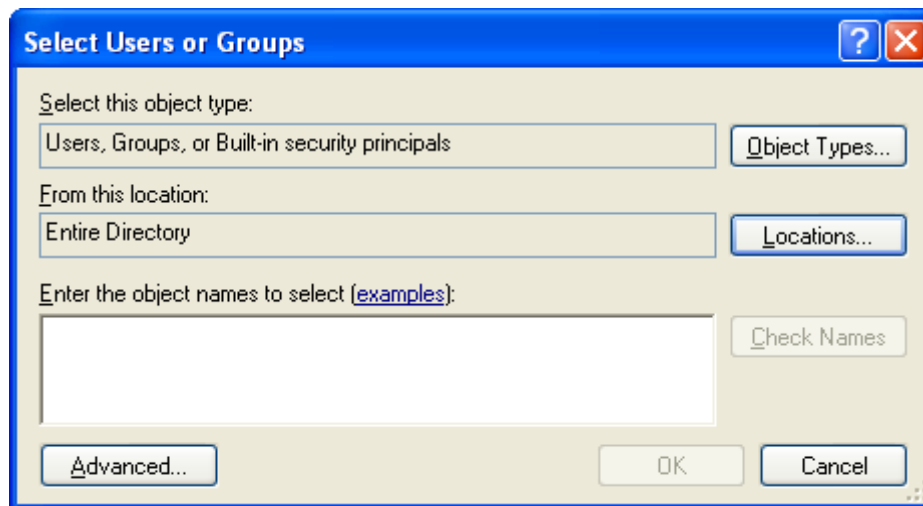 Select Users or Groups
?
Select this object type:
Users, Groups, or Built-in security principals
Object Types...
From this location:
Entire Directory
Locations...
Enter the object names to select (examples):
Check Names
Advanced...
OK
Cancel